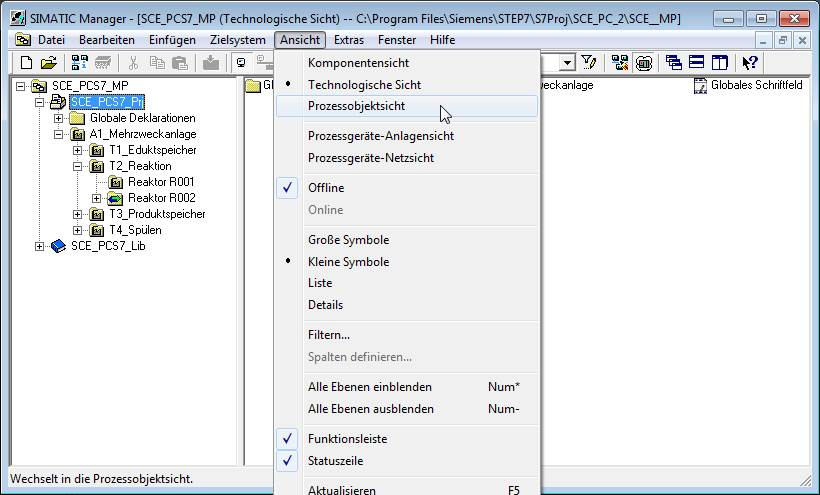 SIMATIC Manager - [SCE_PCS7_MP (Technologische Sicht) -- C:\Program Files\Siemens\STEP7\S7Proj\SCE_PC_2\SCE__MP]
Datei Bearbeiten Einfügen Zielsystem Ansicht Extras Fenster Hilfe
SCE_PCS7_MP
SCE_PCS7_Prj
Globale Deklarationen
A1_Mehrzweckanlage
T1_Eduktspeicher
T2_Reaktion
Reaktor R001
Reaktor R002
T3_Produktspeicher
T4_Spülen
SCE_PCS7_Lib
Komponentensicht
Technologische Sicht
Prozessobjektsicht
Prozessgeräte-Anlagensicht
Prozessgeräte-Netzsicht
Offline
Online
Große Symbole
Kleine Symbole
Liste
Details
Filtern...
Spalten definieren...
Alle Ebenen einblenden Num*
Alle Ebenen ausblenden Num-
Funktionsleiste
Statuszeile
Aktualisieren F5
Globales Schriftfeld
Wechselt in die Prozessobjektsicht.